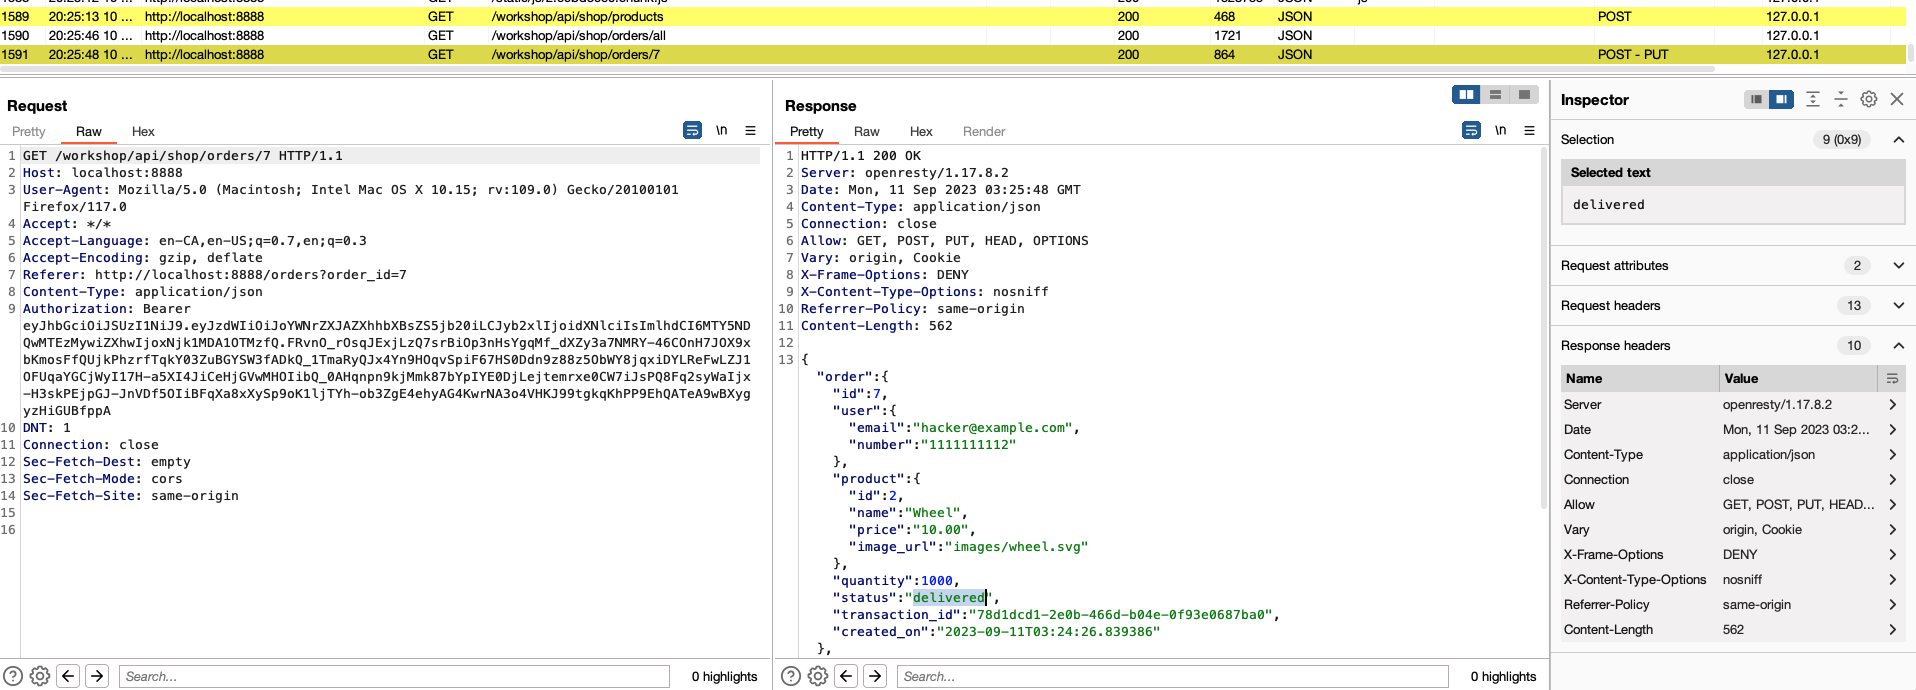 1589 20:25:13 10 ... http://localhost:8888 GET /workshop/api/shop/products 200 468 JSON POST 127.0.0.1
1590 20:25:46 10 ... http://localhost:8888 GET /workshop/api/shop/orders/all 200 1721 JSON 127.0.0.1
1591 20:25:48 10 ... http://localhost:8888 GET /workshop/api/shop/orders/7 200 864 JSON POST - PUT 127.0.0.1
Request
Pretty Raw Hex
\n
1 GET /workshop/api/shop/orders/7 HTTP/1.1
2 Host: localhost:8888
3 User-Agent: Mozilla/5.0 (Macintosh; Intel Mac OS X 10.15; rv:109.0) Gecko/20100101
Firefox/117.0
4 Accept: */*
5 Accept-Language: en-CA,en-US;q=0.7,en;q=0.3
6 Accept-Encoding: gzip, deflate
7 Referer: http://localhost:8888/orders?order_id=7
8 Content-Type: application/json
9 Authorization: Bearer
eyJhbGciOiJSUzI1NiJ9.eyJzdWIiOiJoYWNrZXJAZXhhbXBsZS5jb20iLCJyb2xlIjoidXNlciIsImlhdCI6MTY5ND
QwMTEzMywiZXhwIjoxNjk1MDA1OTMzfQ.FRvnO_rOsqJExjLzQ7srBiOp3nHsYgqMf_dXZy3a7NMRY-46COnH7JOX9x
bKmosFfQUjkPhzrfTqkY03ZuBGYSW3fADkQ_1TmaRyQJx4Yn9HOqvSpiF67HS0Ddn9z88z5ObWY8jqxiDYLReFwLZJ1
OFUqaYGCjWyI17H-a5XI4JiCeHjGVwMHOIibQ_0AHqnpn9kjMmk87bYpIYE0DjLejtemrxe0CW7iJsPQ8Fq2syWaIjx
-H3skPEjpGJ-JnVDf5OIiBFqXa8xXySp9oK1ljTYh-ob3ZgE4ehyAG4KwrNA3o4VHKJ99tgkqKhPP9EhQATeA9wBXyg
yzHiGUBfppA
10 DNT: 1
11 Connection: close
12 Sec-Fetch-Dest: empty
13 Sec-Fetch-Mode: cors
14 Sec-Fetch-Site: same-origin
15
16
Search...
0 highlights
Response
Pretty Raw Hex Render
\n
1 HTTP/1.1 200 OK
2 Server: openresty/1.17.8.2
3 Date: Mon, 11 Sep 2023 03:25:48 GMT
4 Content-Type: application/json
5 Connection: close
6 Allow: GET, POST, PUT, HEAD, OPTIONS
7 Vary: origin, Cookie
8 X-Frame-Options: DENY
9 X-Content-Type-Options: nosniff
10 Referrer-Policy: same-origin
11 Content-Length: 562
12
13 {
"order":{
"id":7,
"user":{
"email":"hacker@example.com",
"number":"1111111112"
},
"product":{
"id":2,
"name":"Wheel",
"price":"10.00",
"image_url":"images/wheel.svg"
},
"quantity":1000,
"status":"delivered",
"transaction_id":"78d1dcd1-2e0b-466d-b04e-0f93e0687ba0",
"created_on":"2023-09-11T03:24:26.839386"
},
Search...
0 highlights
Inspector
Selection 9 (0x9)
Selected text
delivered
Request attributes 2
Request headers 13
Response headers 10
Name Value
Server openresty/1.17.8.2
Date Mon, 11 Sep 2023 03:2...
Content-Type application/json
Connection close
Allow GET, POST, PUT, HEAD...
Vary origin, Cookie
X-Frame-Options DENY
X-Content-Type-Options nosniff
Referrer-Policy same-origin
Content-Length 562